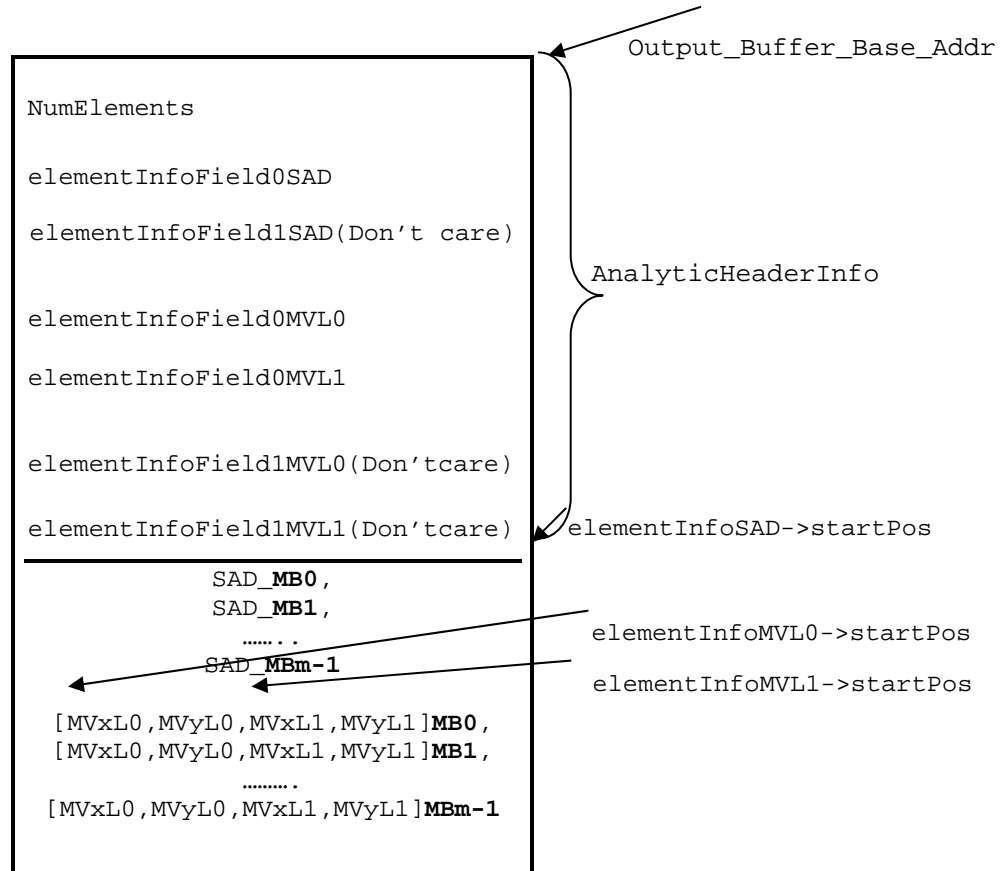 Output_Buffer_Base_Addr
NumElements
elementInfoField0SAD
elementInfoField1SAD(Don't care)
AnalyticHeaderInfo
elementInfoField0MVL0
elementInfoField0MVL1
elementInfoField1MVL0(Don'tcare)
elementInfoField1MVL1(Don'tcare)
elementInfoSAD->startPos
SAD_MB0,
SAD_MB1,
……..
SAD_MBm-1
elementInfoMVL0->startPos
elementInfoMVL1->startPos
[MVxL0,MVyL0,MVxL1,MVyL1]MB0,
[MVxL0,MVyL0,MVxL1,MVyL1]MB1,
……….
[MVxL0,MVyL0,MVxL1,MVyL1]MBm-1